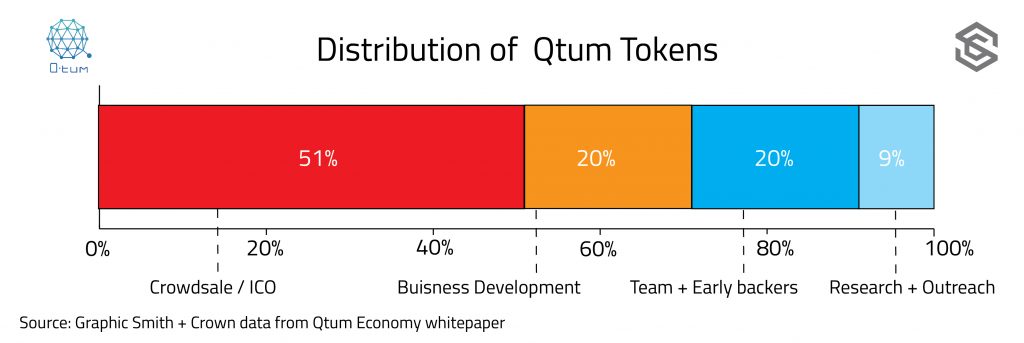 Qtum
Distribution of Qtum Tokens
51% 20% 20% 9%
0% 20% 40% 60% 80% 100%
Crowdsale / ICO Buisness Development Team + Early backers Research + Outreach
Source: Graphic Smith + Crown data from Qtum Economy whitepaper